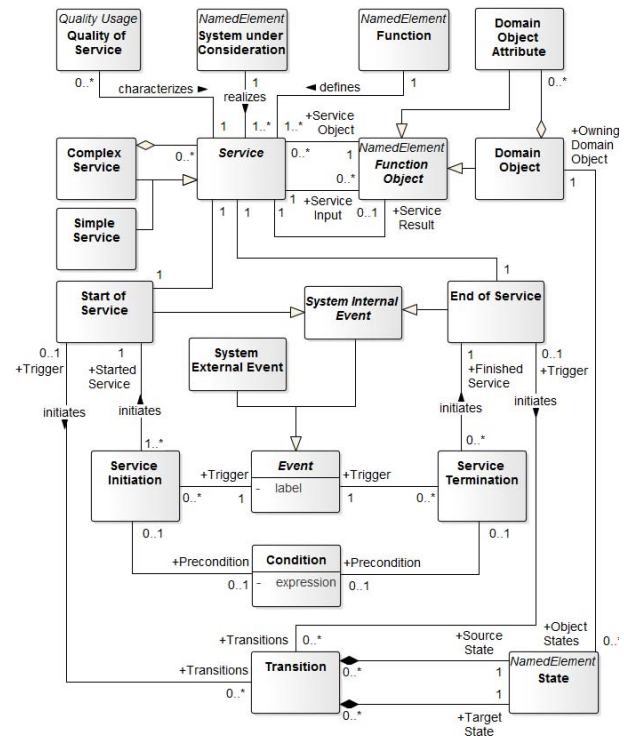 Quality Usage
Quality of
Service
NamedElement
System under
Consideration
NamedElement
Function
Domain
Object
Attribute
0..*
1
1
0..*
characterizes
realizes
defines
1
1..*
1..*
+Service
Object
Complex
Service
0..*
Service
0..*
1
NamedElement
Function
Object
Domain
Object
+Owning
Domain
Object
1
0..*
Simple
Service
1
1
1
1
+Service
Input
0..1
+Service
Result
1
1
Start of
Service
System Internal
Event
End of Service
System
External Event
0..1
+Trigger
1
+Started
Service
1
+Finished
Service
0..1
+Trigger
initiates
initiates
initiates
initiates
1..*
0..*
Service
Initiation
+Trigger
0..*
1
Event
- label
+Trigger
1
0..*
Service
Termination
0..1
0..1
+Precondition
0..1
Condition
- expression
+Precondition
0..1
+Transitions
0..*
+Source
State
+Object
States
0..*
+Transitions
0..*
Transition
0..*
1
NamedElement
State
1
0..*
+Target
State